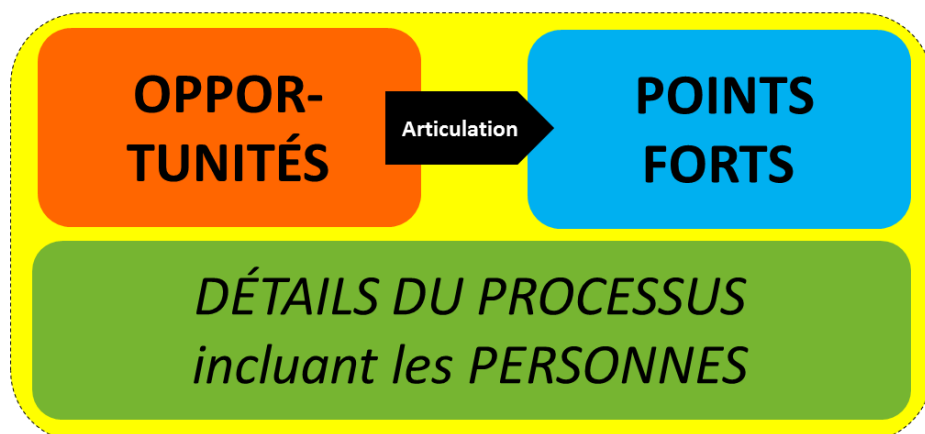 OPPOR-
TUNITÉS
Articulation
POINTS
FORTS
DÉTAILS DU PROCESSUS
incluant les PERSONNES